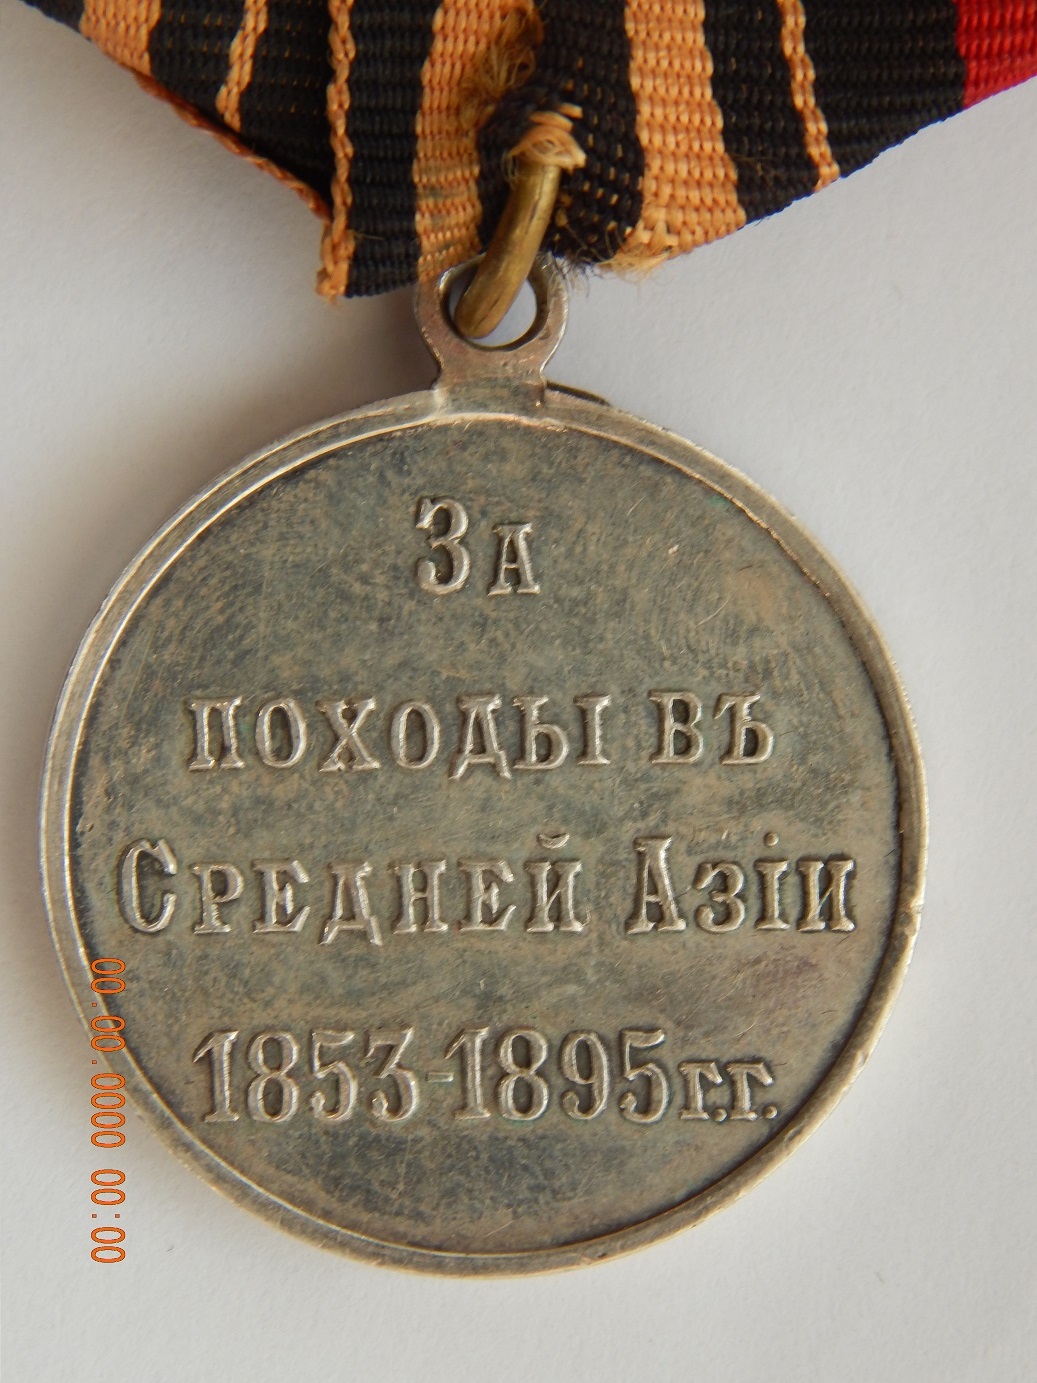 За
походы въ
Средней Азіи
1853-1895 г.г.
00.00.0000 00:00